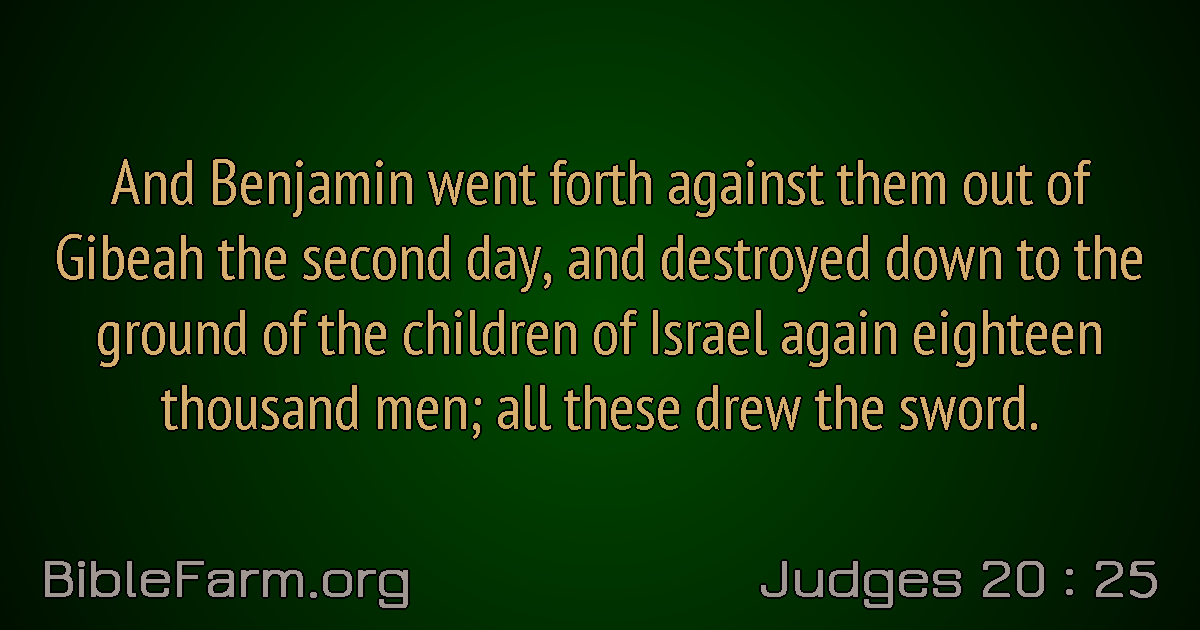 And Benjamin went forth against them out of
Gibeah the second day, and destroyed down to the
ground of the children of Israel again eighteen
thousand men; all these drew the sword.
BibleFarm.org
Judges 20 : 25